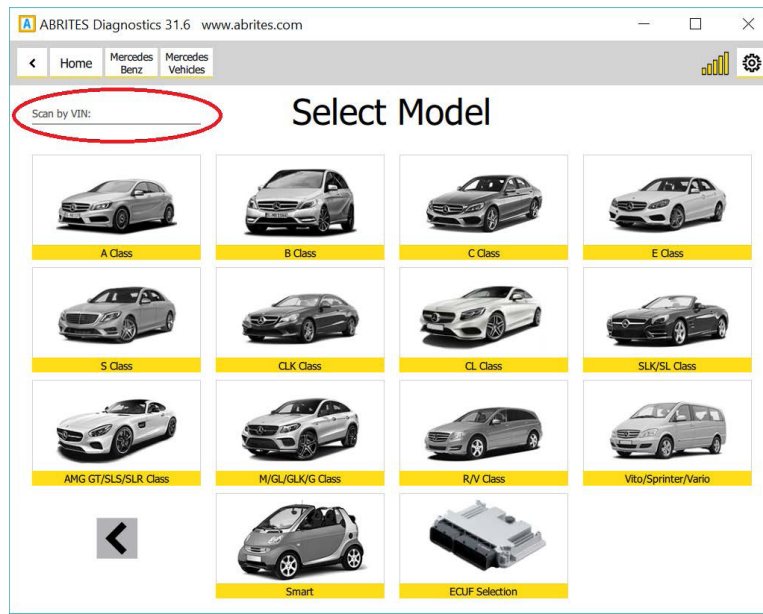 ABRITES Diagnostics 31.6 www.abrites.com
Home
Mercedes
Benz
Mercedes
Vehicles
Scan by VIN:
Select Model
A Class
B Class
C Class
E Class
S Class
CLK Class
CL Class
SLK/SL Class
AMG GT/SLS/SLR Class
M/GL/GLK/G Class
R/V Class
Vito/Sprinter/Vario
Smart
ECUF Selection